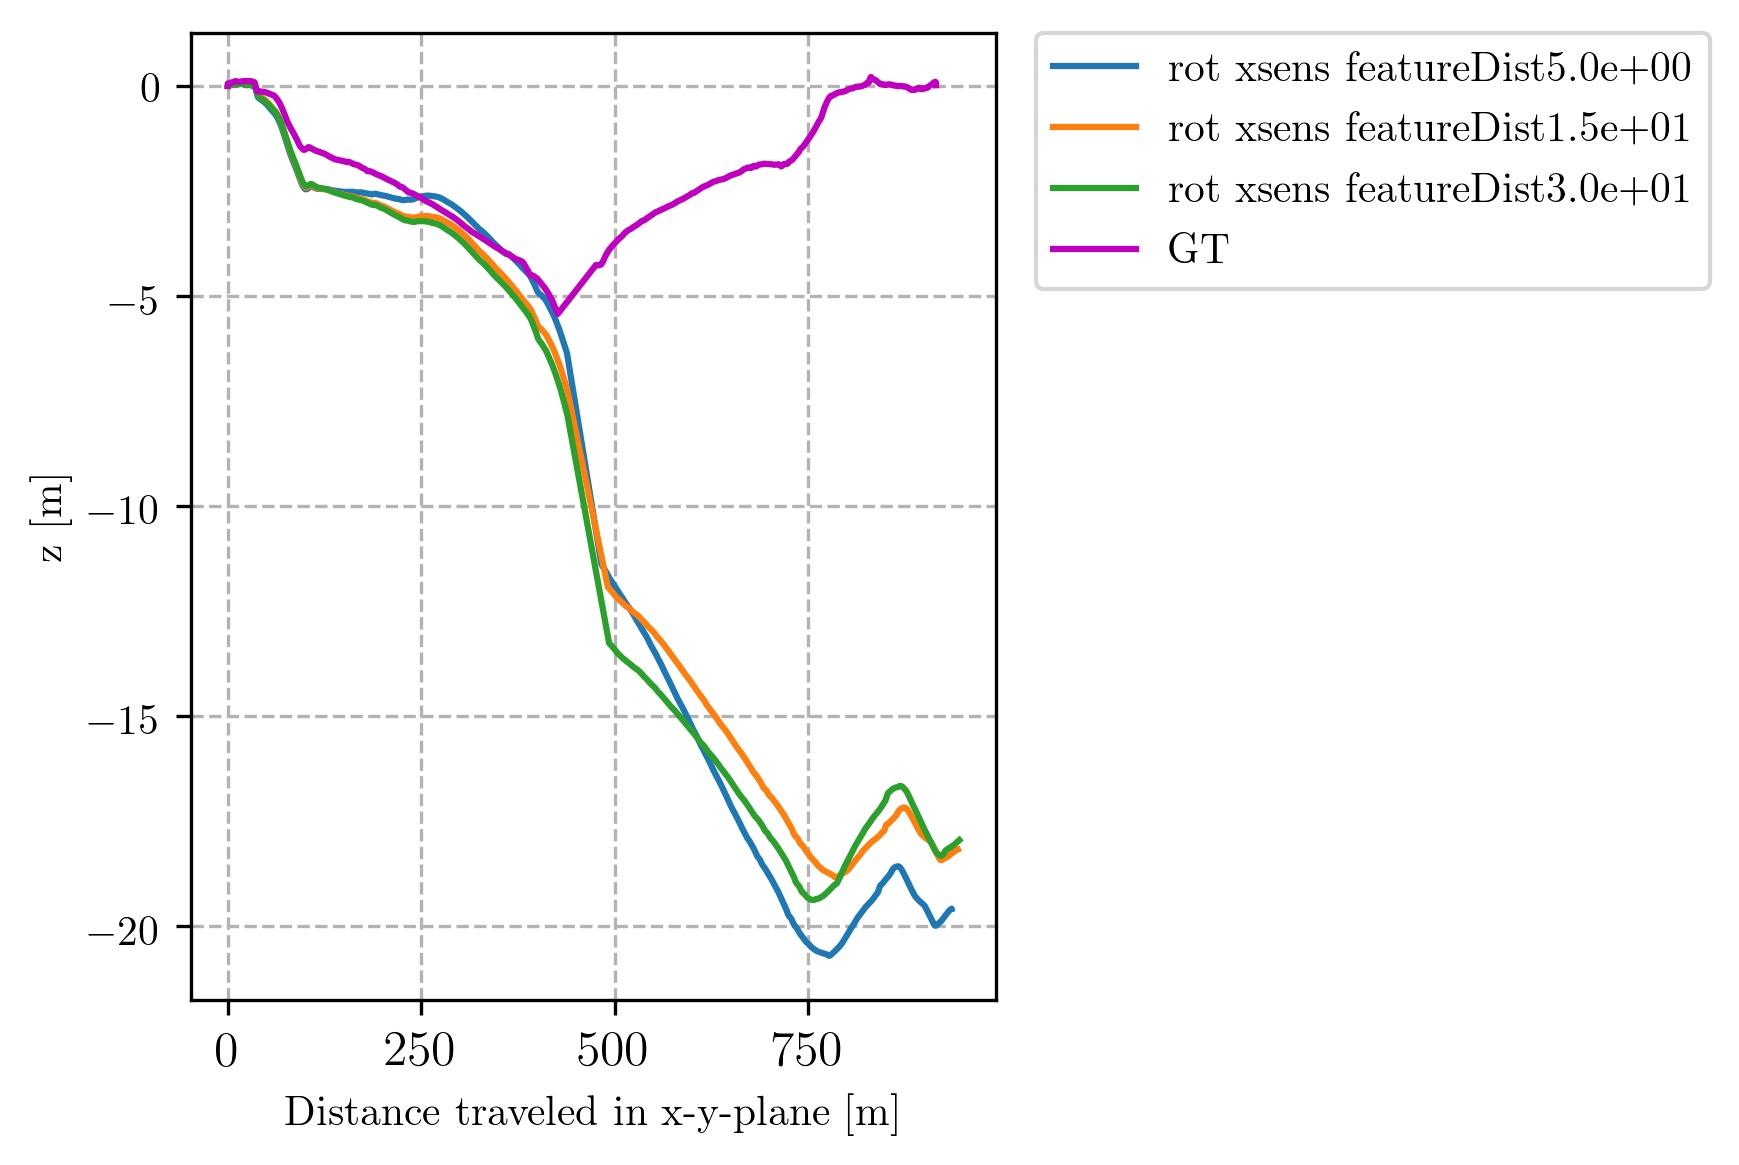 rot xsens featureDist5.0e+00
rot xsens featureDist1.5e+01
rot xsens featureDist3.0e+01
GT
0
−5
−10
−15
−20
z [m]
0 250 500 750
Distance traveled in x-y-plane [m]